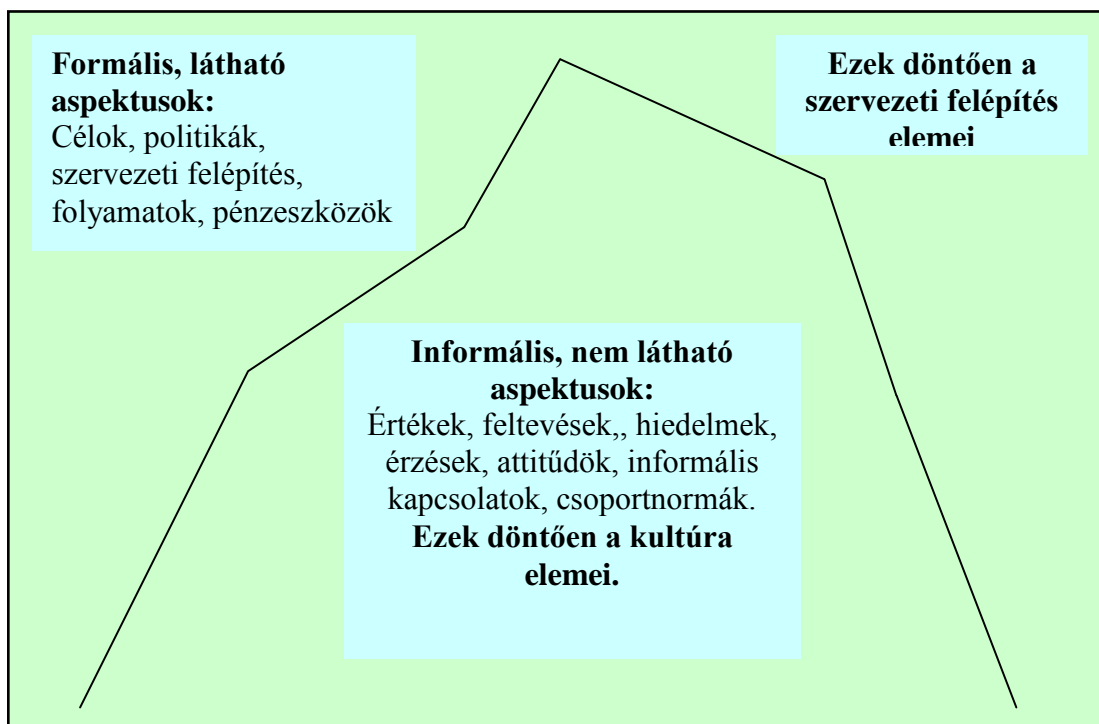 Formális, látható
aspektusok:
Célok, politikák,
szervezeti felépítés,
folyamatok, pénzeszközök
Ezek döntően a
szervezeti felépítés
elemei
Informális, nem látható
aspektusok:
Értékek, feltevések,, hiedelmek,
érzések, attitűdök, informális
kapcsolatok, csoportnormák.
Ezek döntően a kultúra
elemei.